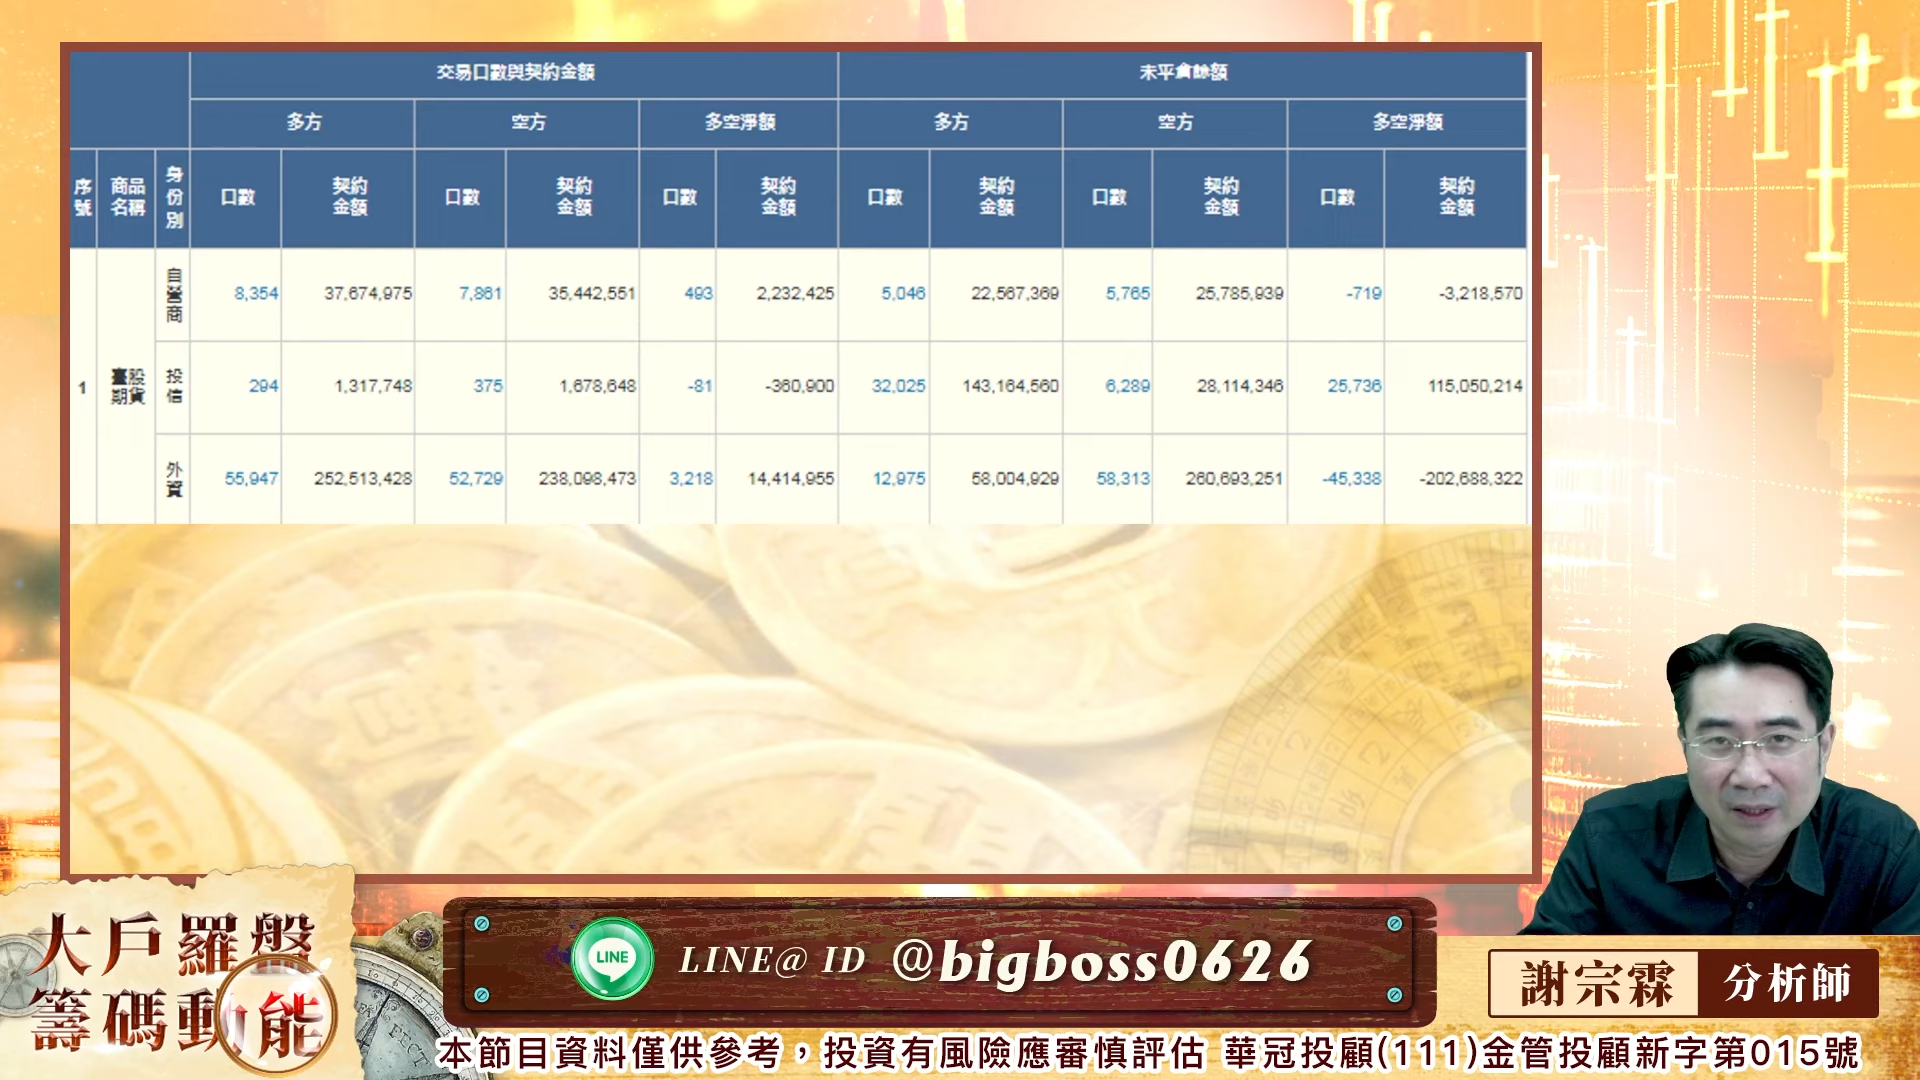 交易口數與契約金額 未平倉餘額
多方 空方 多空淨額 多方 空方 多空淨額
序號 商品名稱 身份別 口數 契約金額 口數 契約金額 口數 契約金額 口數 契約金額 口數 契約金額 口數 契約金額
自營商 8,354 37,674,975 7,861 35,442,551 493 2,232,425 5,046 22,567,369 5,765 25,785,939 -719 -3,218,570
1 臺股期貨 投信 294 1,317,748 375 1,678,648 -81 -360,900 32,025 143,164,560 6,289 28,114,346 25,736 115,050,214
外資 55,947 252,513,428 52,729 238,098,473 3,218 14,414,955 12,975 58,004,929 58,313 260,693,251 -45,338 -202,688,322
大戶羅盤
籌碼動能
LINE LINE@ ID @bigboss0626
謝宗霖 分析師
本節目資料僅供參考，投資有風險應審慎評估 華冠投顧(111)金管投顧新字第015號